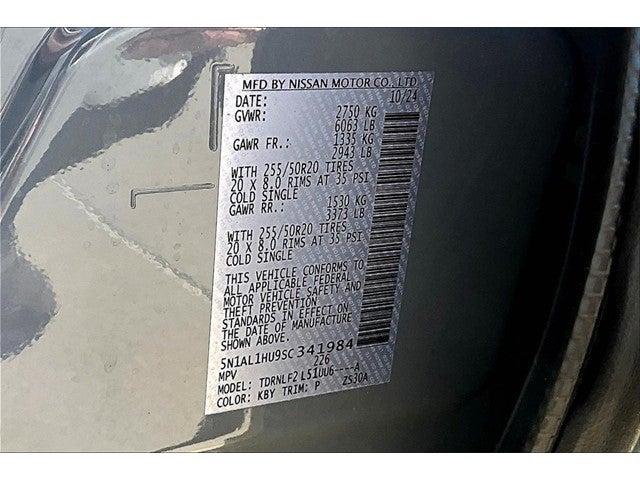 MFD BY NISSAN MOTOR CO., LTD.
DATE: 10/24
GVWR: 2750 KG
6063 LB
GAWR FR.: 1335 KG
2943 LB
WITH 255/50R20 TIRES
20 X 8.0 RIMS AT 35 PSI
COLD SINGLE
GAWR RR.: 1530 KG
3373 LB
WITH 255/50R20 TIRES
20 X 8.0 RIMS AT 35 PSI
COLD SINGLE
THIS VEHICLE CONFORMS TO
ALL APPLICABLE FEDERAL
MOTOR VEHICLE SAFETY AND
THEFT PREVENTION
STANDARDS IN EFFECT ON
THE DATE OF MANUFACTURE
SHOWN ABOVE.
5N1AL1HU9SC341984
MPV 226
MODEL: TDRNLF2 L51UU6----A
COLOR: KBY TRIM: P ZS30A